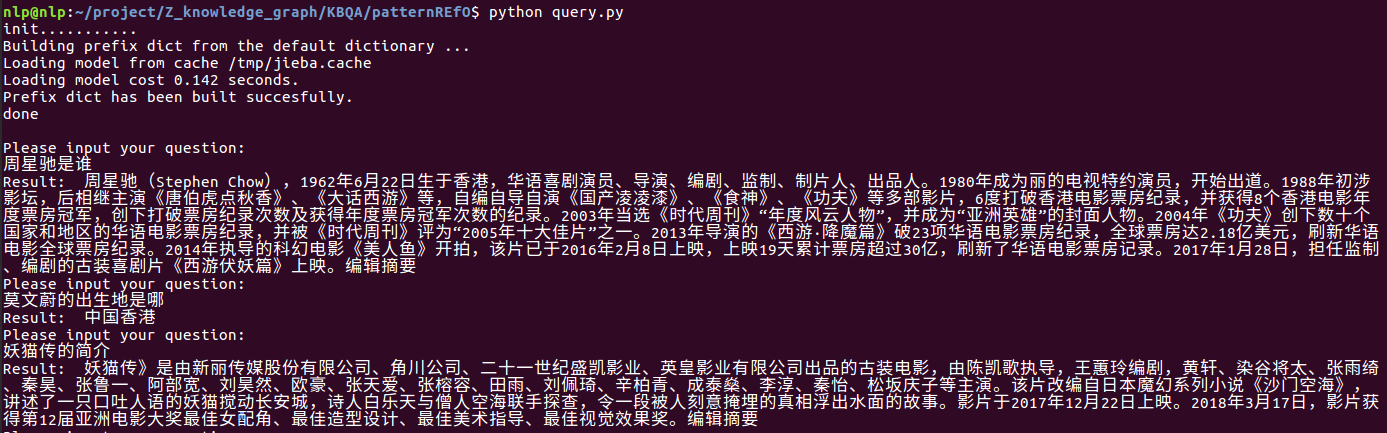 nlp@nlp:~/project/Z_knowledge_graph/KBQA/patternREfO$ python query.py
init...........
Building prefix dict from the default dictionary ...
Loading model from cache /tmp/jieba.cache
Loading model cost 0.142 seconds.
Prefix dict has been built succesfully.
done
Please input your question:
周星驰是谁
Result:  周星驰（Stephen Chow），1962年6月22日生于香港，华语喜剧演员、导演、编剧、监制、制片人、出品人。1980年成为丽的电视特约演员，开始出道。1988年初涉
影坛，后相继主演《唐伯虎点秋香》、《大话西游》等，自编自导自演《国产凌凌漆》、《食神》、《功夫》等多部影片，6度打破香港电影票房纪录，并获得8个香港电影年
度票房冠军，创下打破票房纪录次数及获得年度票房冠军次数的纪录。2003年当选《时代周刊》“年度风云人物”，并成为“亚洲英雄”的封面人物。2004年《功夫》创下数十个
国家和地区的华语电影票房纪录，并被《时代周刊》评为“2005年十大佳片”之一。2013年导演的《西游·降魔篇》破23项华语电影票房纪录，全球票房达2.18亿美元，刷新华语
电影全球票房纪录。2014年执导的科幻电影《美人鱼》开拍，该片已于2016年2月8日上映，上映19天累计票房超过30亿，刷新了华语电影票房记录。2017年1月28日，担任监制
、编剧的古装喜剧片《西游伏妖篇》上映。编辑摘要
Please input your question:
莫文蔚的出生地是哪
Result:  中国香港
Please input your question:
妖猫传的简介
Result:  妖猫传》是由新丽传媒股份有限公司、角川公司、二十一世纪盛凯影业、英皇影业有限公司出品的古装电影，由陈凯歌执导，王蕙玲编剧，黄轩、染谷将太、张雨绮
、秦昊、张鲁一、阿部宽、刘昊然、欧豪、张天爱、张榕容、田雨、刘佩琦、辛柏青、成泰燊、李淳、秦怡、松坂庆子等主演。该片改编自日本魔幻系列小说《沙门空海》，
讲述了一只口吐人语的妖猫搅动长安城，诗人白乐天与僧人空海联手探查，令一段被人刻意掩埋的真相浮出水面的故事。影片于2017年12月22日上映。2018年3月17日，影片获
得第12届亚洲电影大奖最佳女配角、最佳造型设计、最佳美术指导、最佳视觉效果奖。编辑摘要